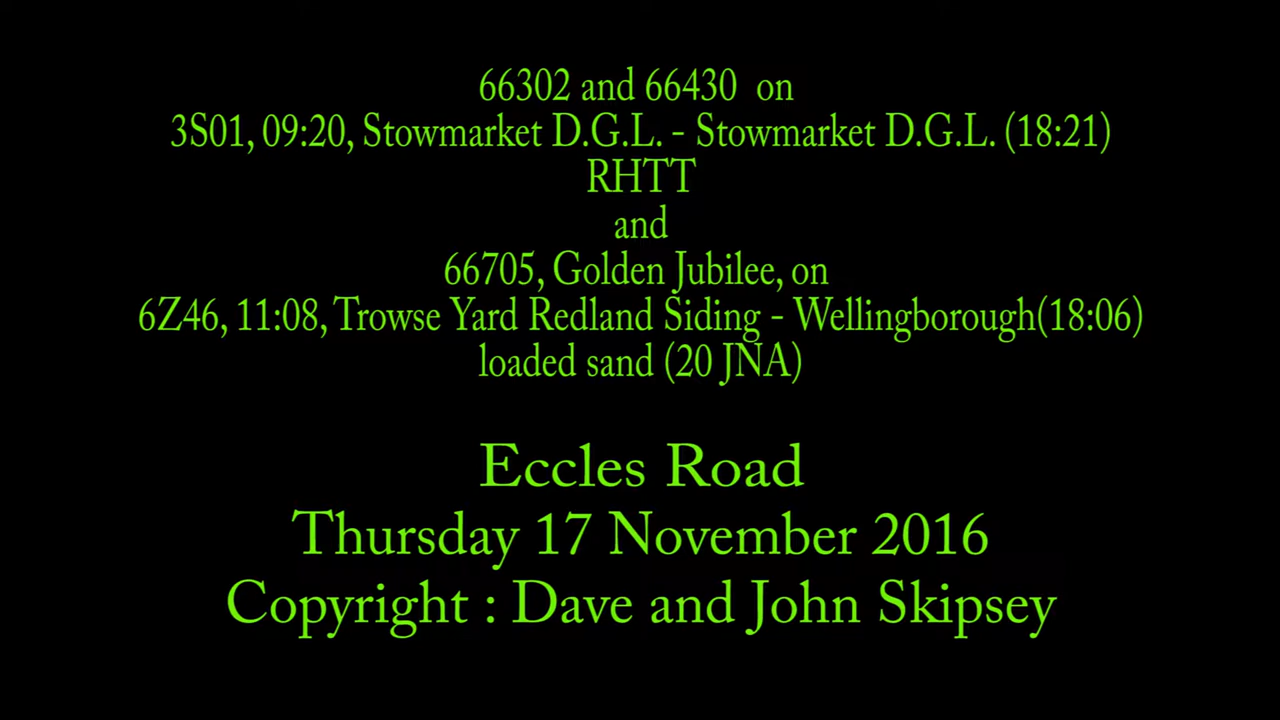 66302 and 66430 on
3S01, 09:20, Stowmarket D.G.L. - Stowmarket D.G.L. (18:21)
RHTT
and
66705, Golden Jubilee, on
6Z46, 11:08, Trowse Yard Redland Siding - Wellingborough(18:06)
loaded sand (20 JNA)
Eccles Road
Thursday 17 November 2016
Copyright : Dave and John Skipsey